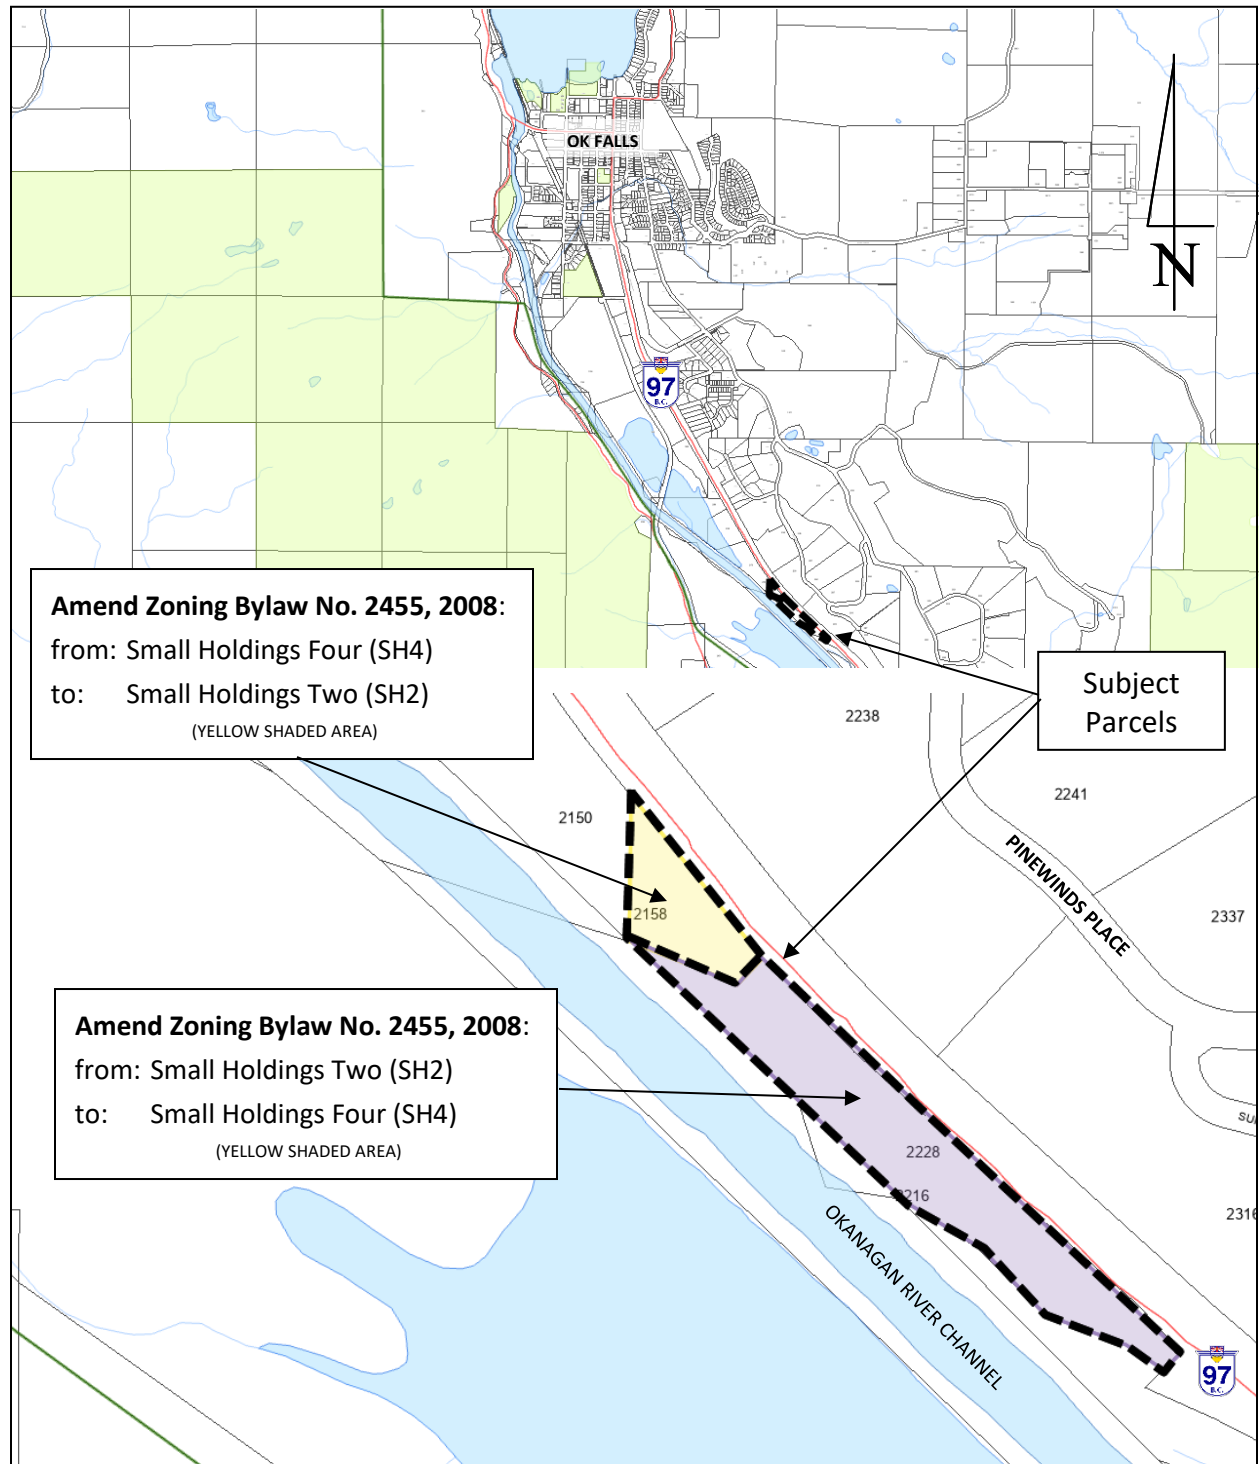 OK FALLS
N
97
B.C.
Amend Zoning Bylaw No. 2455, 2008:
from: Small Holdings Four (SH4)
to: Small Holdings Two (SH2)
(YELLOW SHADED AREA)
Subject
Parcels
2238
2241
2150
PINEWINDS PLACE
2158
2337
Amend Zoning Bylaw No. 2455, 2008:
from: Small Holdings Two (SH2)
to: Small Holdings Four (SH4)
(YELLOW SHADED AREA)
2228
2216
2316
OKANAGAN RIVER CHANNEL
97
B.C.